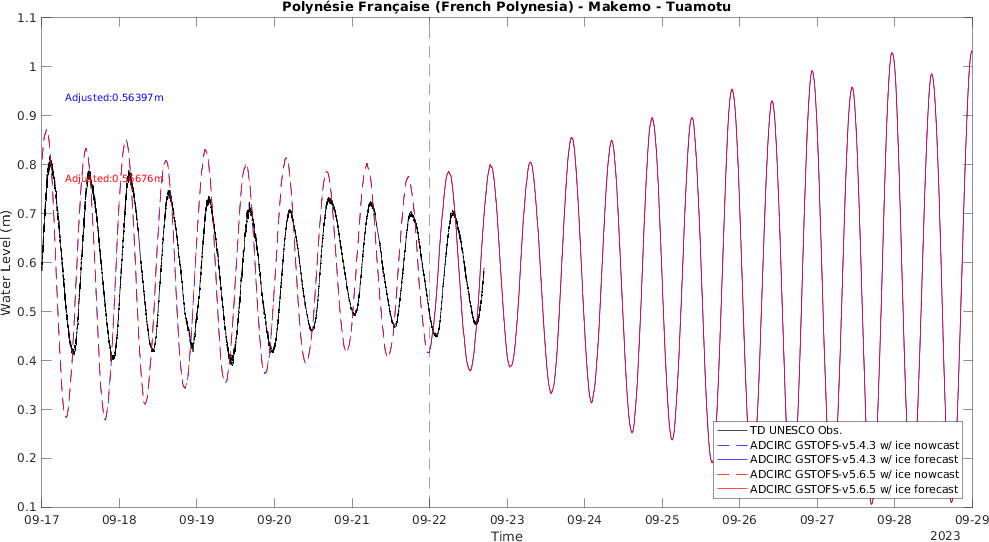 Polynésie Française (French Polynesia) - Makemo - Tuamotu
Water Level (m)
1.1
1
0.9
0.8
0.7
0.6
0.5
0.4
0.3
0.2
0.1
Adjusted:0.56397m
Adjusted:0.56676m
TD UNESCO Obs.
ADCIRC GSTOFS-v5.4.3 w/ ice nowcast
ADCIRC GSTOFS-v5.4.3 w/ ice forecast
ADCIRC GSTOFS-v5.6.5 w/ ice nowcast
ADCIRC GSTOFS-v5.6.5 w/ ice forecast
09-17 09-18 09-19 09-20 09-21 09-22 09-23 09-24 09-25 09-26 09-27 09-28 09-29
Time
2023